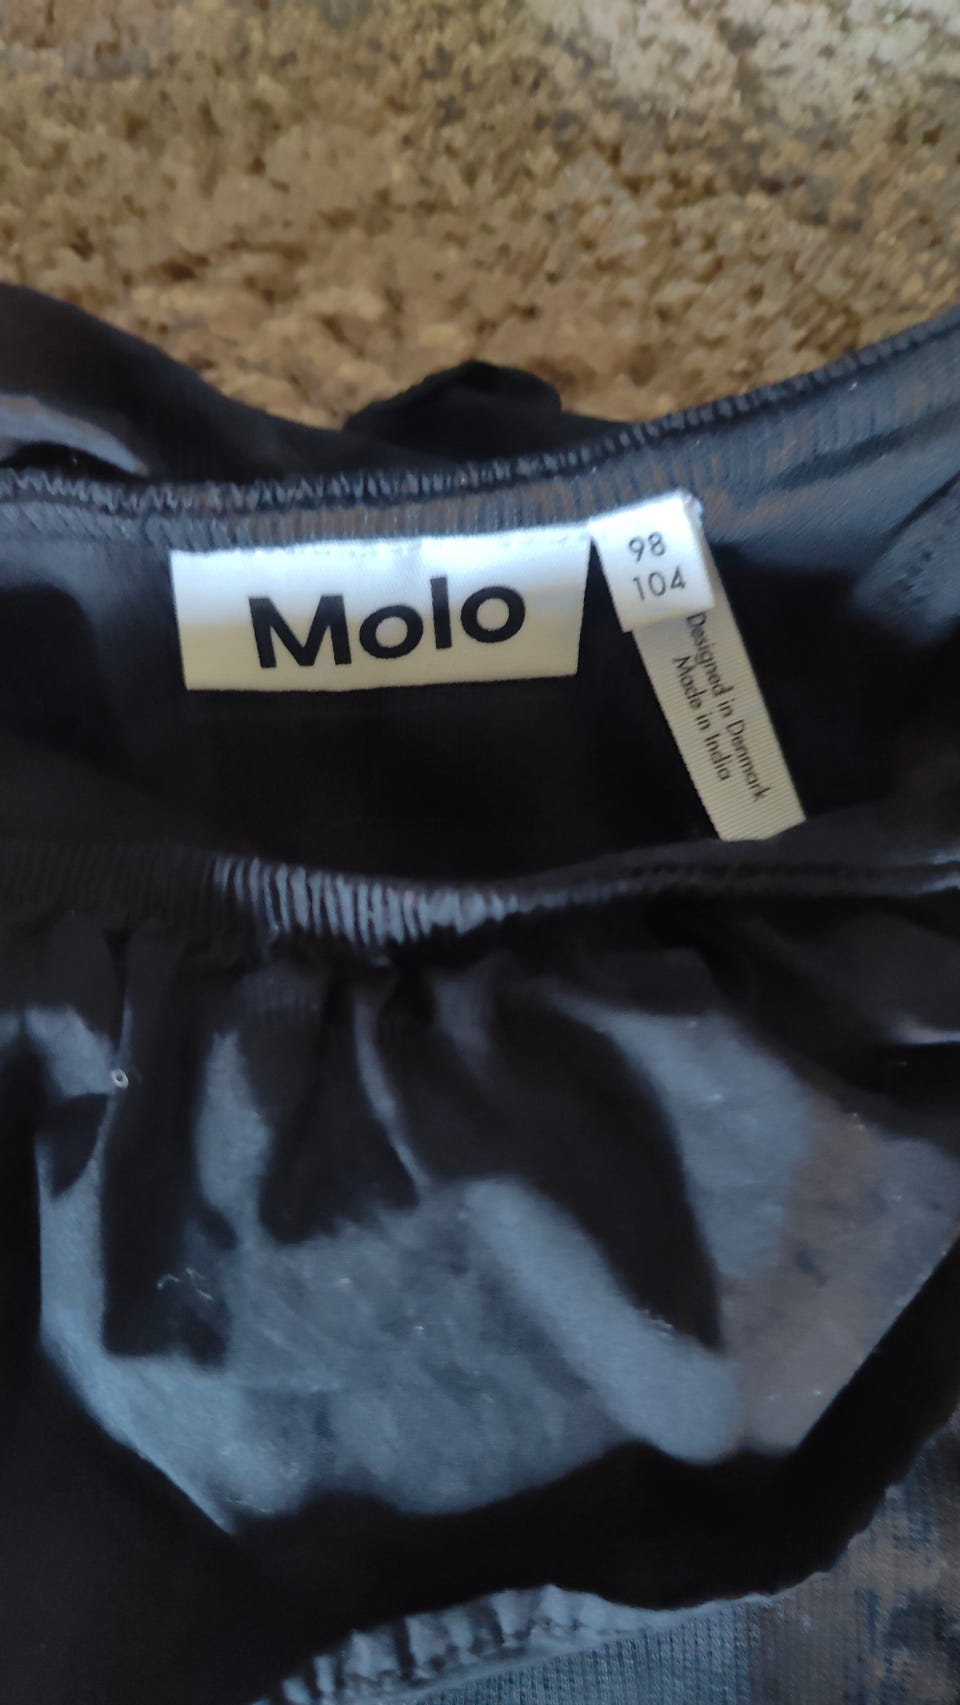 Molo
98
104
Designed in Denmark
Made in India